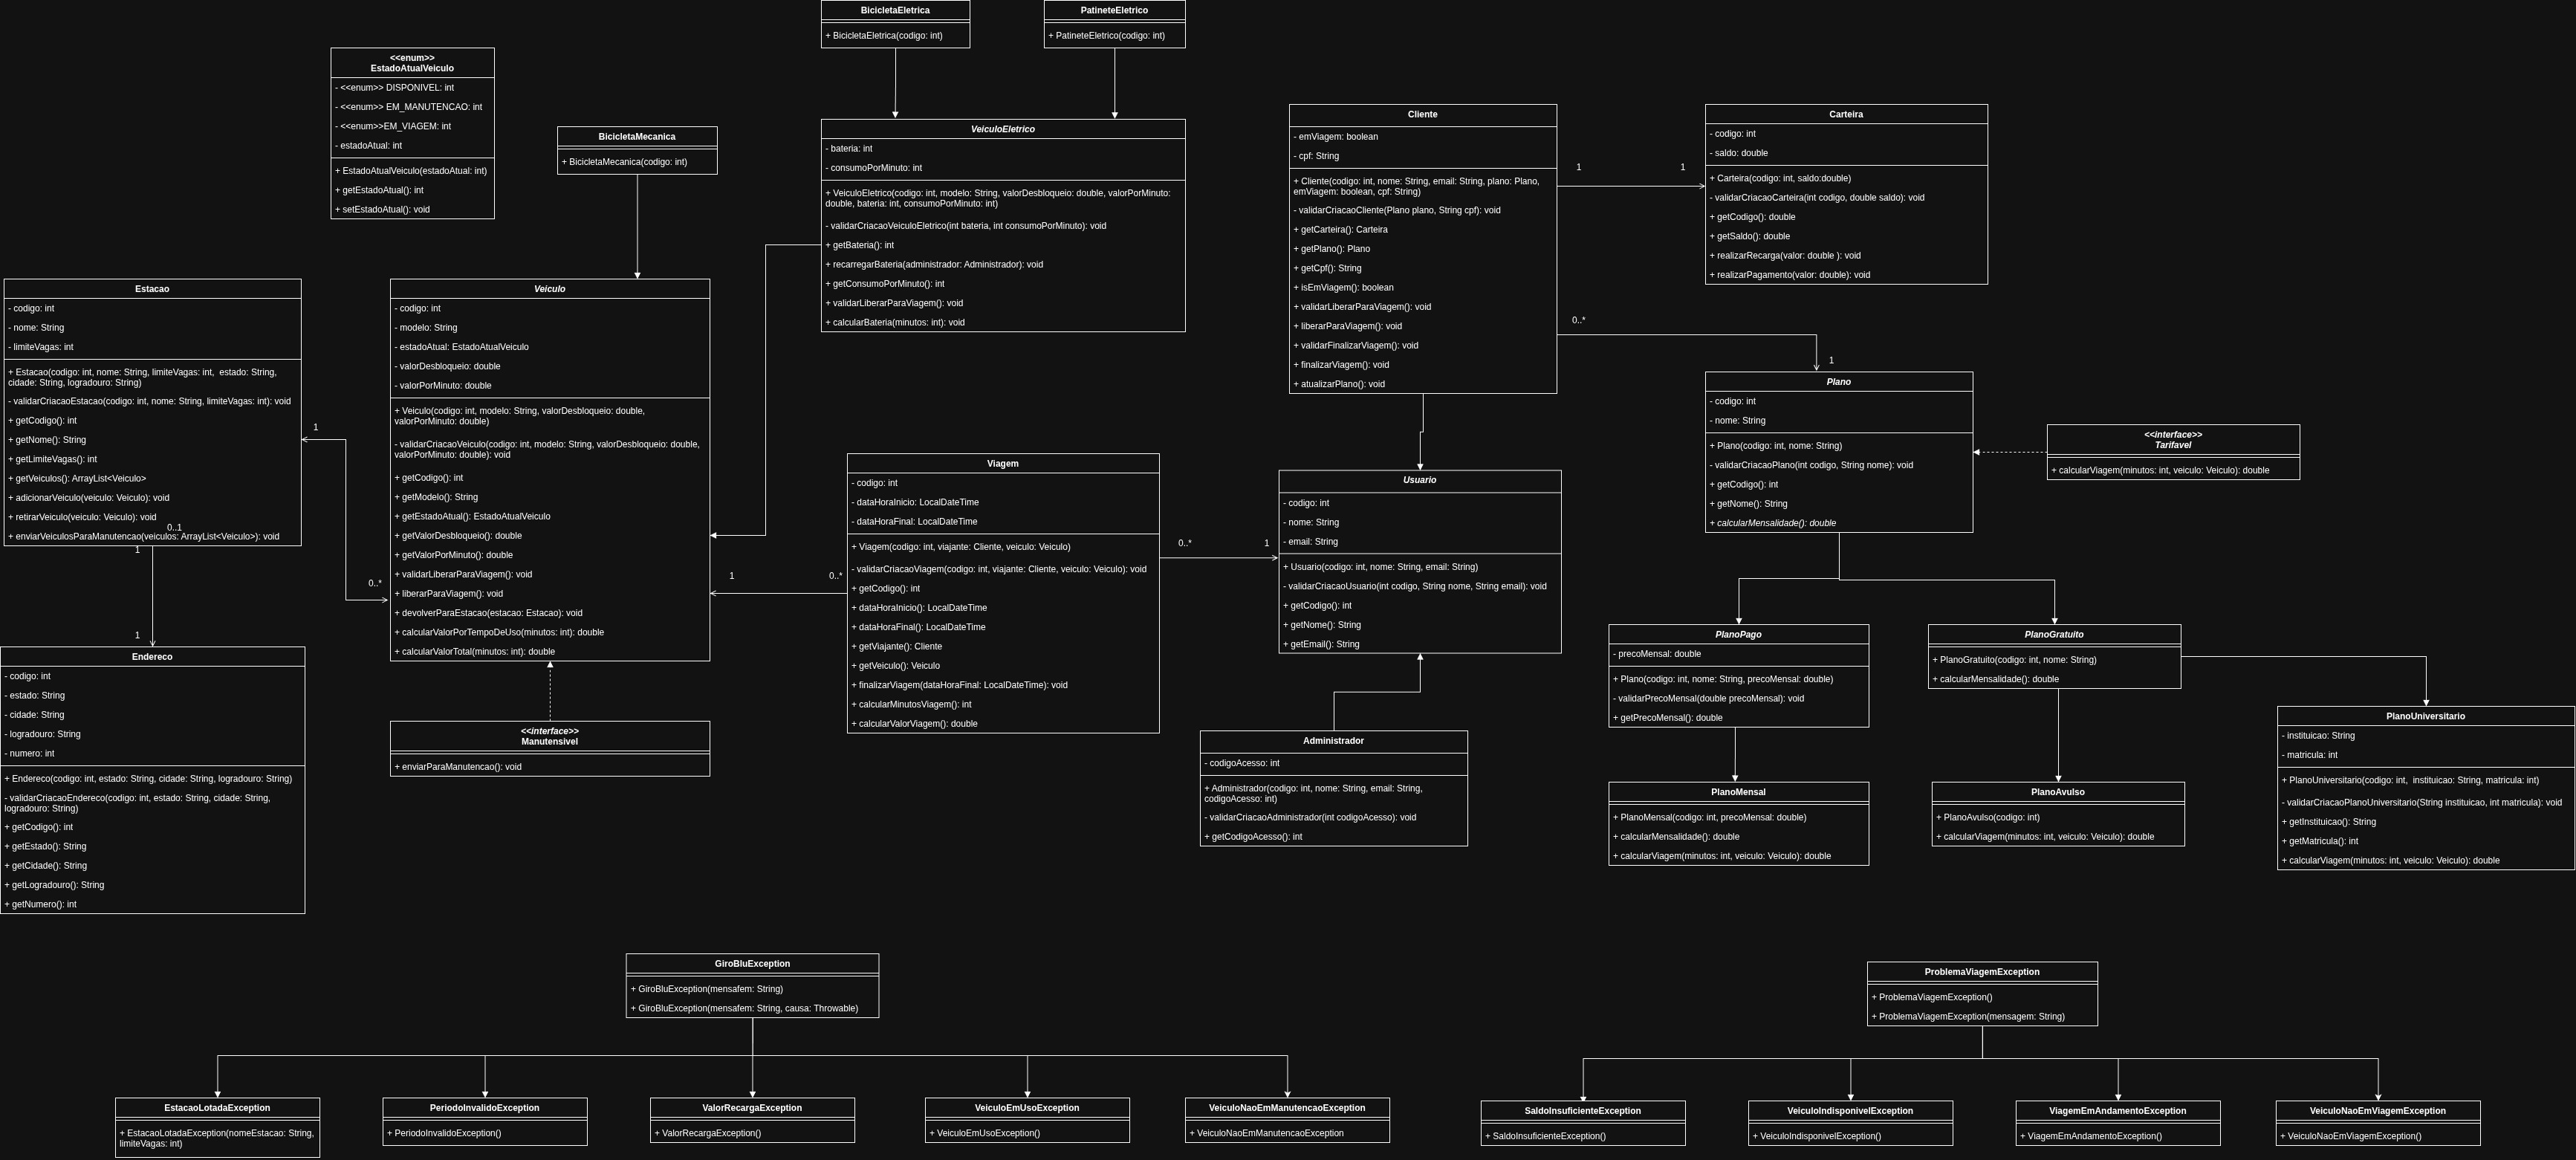 BicicletaEletrica
+ BicicletaEletrica(codigo: int)
PatineteEletrico
+ PatineteEletrico(codigo: int)
<<enum>>
EstadoAtualVeiculo
- <<enum>> DISPONIVEL: int
- <<enum>> EM_MANUTENCAO: int
- <<enum>>EM_VIAGEM: int
- estadoAtual: int
+ EstadoAtualVeiculo(estadoAtual: int)
+ getEstadoAtual(): int
+ setEstadoAtual(): void
BicicletaMecanica
+ BicicletaMecanica(codigo: int)
VeiculoEletrico
- bateria: int
- consumoPorMinuto: int
+ VeiculoEletrico(codigo: int, modelo: String, valorDesbloqueio: double, valorPorMinuto:
double, bateria: int, consumoPorMinuto: int)
- validarCriacaoVeiculoEletrico(int bateria, int consumoPorMinuto): void
+ getBateria(): int
+ recarregarBateria(administrador: Administrador): void
+ getConsumoPorMinuto(): int
+ validarLiberarParaViagem(): void
+ calcularBateria(minutos: int): void
Cliente
- emViagem: boolean
- cpf: String
+ Cliente(codigo: int, nome: String, email: String, plano: Plano,
emViagem: boolean, cpf: String)
- validarCriacaoCliente(Plano plano, String cpf): void
+ getCarteira(): Carteira
+ getPlano(): Plano
+ getCpf(): String
+ isEmViagem(): boolean
+ validarLiberarParaViagem(): void
+ liberarParaViagem(): void
+ validarFinalizarViagem(): void
+ finalizarViagem(): void
+ atualizarPlano(): void
1
1
Carteira
- codigo: int
- saldo: double
+ Carteira(codigo: int, saldo:double)
- validarCriacaoCarteira(int codigo, double saldo): void
+ getCodigo(): double
+ getSaldo(): double
+ realizarRecarga(valor: double ): void
+ realizarPagamento(valor: double): void
0..*
1
Estacao
- codigo: int
- nome: String
- limiteVagas: int
+ Estacao(codigo: int, nome: String, limiteVagas: int,  estado: String,
cidade: String, logradouro: String)
- validarCriacaoEstacao(codigo: int, nome: String, limiteVagas: int): void
+ getCodigo(): int
+ getNome(): String
+ getLimiteVagas(): int
+ getVeiculos(): ArrayList<Veiculo>
+ adicionarVeiculo(veiculo: Veiculo): void
+ retirarVeiculo(veiculo: Veiculo): void
0..1
+ enviarVeiculosParaManutencao(veiculos: ArrayList<Veiculo>): void
1
1
1
0..*
Veiculo
- codigo: int
- modelo: String
- estadoAtual: EstadoAtualVeiculo
- valorDesbloqueio: double
- valorPorMinuto: double
+ Veiculo(codigo: int, modelo: String, valorDesbloqueio: double,
valorPorMinuto: double)
- validarCriacaoVeiculo(codigo: int, modelo: String, valorDesbloqueio: double,
valorPorMinuto: double): void
+ getCodigo(): int
+ getModelo(): String
+ getEstadoAtual(): EstadoAtualVeiculo
+ getValorDesbloqueio(): double
+ getValorPorMinuto(): double
+ validarLiberarParaViagem(): void
+ liberarParaViagem(): void
+ devolverParaEstacao(estacao: Estacao): void
+ calcularValorPorTempoDeUso(minutos: int): double
+ calcularValorTotal(minutos: int): double
1
0..*
Viagem
- codigo: int
- dataHoraInicio: LocalDateTime
- dataHoraFinal: LocalDateTime
+ Viagem(codigo: int, viajante: Cliente, veiculo: Veiculo)
- validarCriacaoViagem(codigo: int, viajante: Cliente, veiculo: Veiculo): void
+ getCodigo(): int
+ dataHoraInicio(): LocalDateTime
+ dataHoraFinal(): LocalDateTime
+ getViajante(): Cliente
+ getVeiculo(): Veiculo
+ finalizarViagem(dataHoraFinal: LocalDateTime): void
+ calcularMinutosViagem(): int
+ calcularValorViagem(): double
0..*
1
Usuario
- codigo: int
- nome: String
- email: String
+ Usuario(codigo: int, nome: String, email: String)
- validarCriacaoUsuario(int codigo, String nome, String email): void
+ getCodigo(): int
+ getNome(): String
+ getEmail(): String
Plano
- codigo: int
- nome: String
+ Plano(codigo: int, nome: String)
- validarCriacaoPlano(int codigo, String nome): void
+ getCodigo(): int
+ getNome(): String
+ calcularMensalidade(): double
<<interface>>
Tarifavel
+ calcularViagem(minutos: int, veiculo: Veiculo): double
Endereco
- codigo: int
- estado: String
- cidade: String
- logradouro: String
- numero: int
+ Endereco(codigo: int, estado: String, cidade: String, logradouro: String)
- validarCriacaoEndereco(codigo: int, estado: String, cidade: String,
logradouro: String)
+ getCodigo(): int
+ getEstado(): String
+ getCidade(): String
+ getLogradouro(): String
+ getNumero(): int
<<interface>>
Manutensivel
+ enviarParaManutencao(): void
Administrador
- codigoAcesso: int
+ Administrador(codigo: int, nome: String, email: String,
codigoAcesso: int)
- validarCriacaoAdministrador(int codigoAcesso): void
+ getCodigoAcesso(): int
PlanoPago
- precoMensal: double
+ Plano(codigo: int, nome: String, precoMensal: double)
- validarPrecoMensal(double precoMensal): void
+ getPrecoMensal(): double
PlanoGratuito
+ PlanoGratuito(codigo: int, nome: String)
+ calcularMensalidade(): double
PlanoMensal
+ PlanoMensal(codigo: int, precoMensal: double)
+ calcularMensalidade(): double
+ calcularViagem(minutos: int, veiculo: Veiculo): double
PlanoAvulso
+ PlanoAvulso(codigo: int)
+ calcularViagem(minutos: int, veiculo: Veiculo): double
PlanoUniversitario
- instituicao: String
- matricula: int
+ PlanoUniversitario(codigo: int,  instituicao: String, matricula: int)
- validarCriacaoPlanoUniversitario(String instituicao, int matricula): void
+ getInstituicao(): String
+ getMatricula(): int
+ calcularViagem(minutos: int, veiculo: Veiculo): double
GiroBluException
+ GiroBluException(mensafem: String)
+ GiroBluException(mensafem: String, causa: Throwable)
ProblemaViagemException
+ ProblemaViagemException()
+ ProblemaViagemException(mensagem: String)
EstacaoLotadaException
+ EstacaoLotadaException(nomeEstacao: String,
limiteVagas: int)
PeriodoInvalidoException
+ PeriodoInvalidoException()
ValorRecargaException
+ ValorRecargaException()
VeiculoEmUsoException
+ VeiculoEmUsoException()
VeiculoNaoEmManutencaoException
+ VeiculoNaoEmManutencaoException
SaldoInsuficienteException
+ SaldoInsuficienteException()
VeiculoIndisponivelException
+ VeiculoIndisponivelException()
ViagemEmAndamentoException
+ ViagemEmAndamentoException()
VeiculoNaoEmViagemException
+ VeiculoNaoEmViagemException()